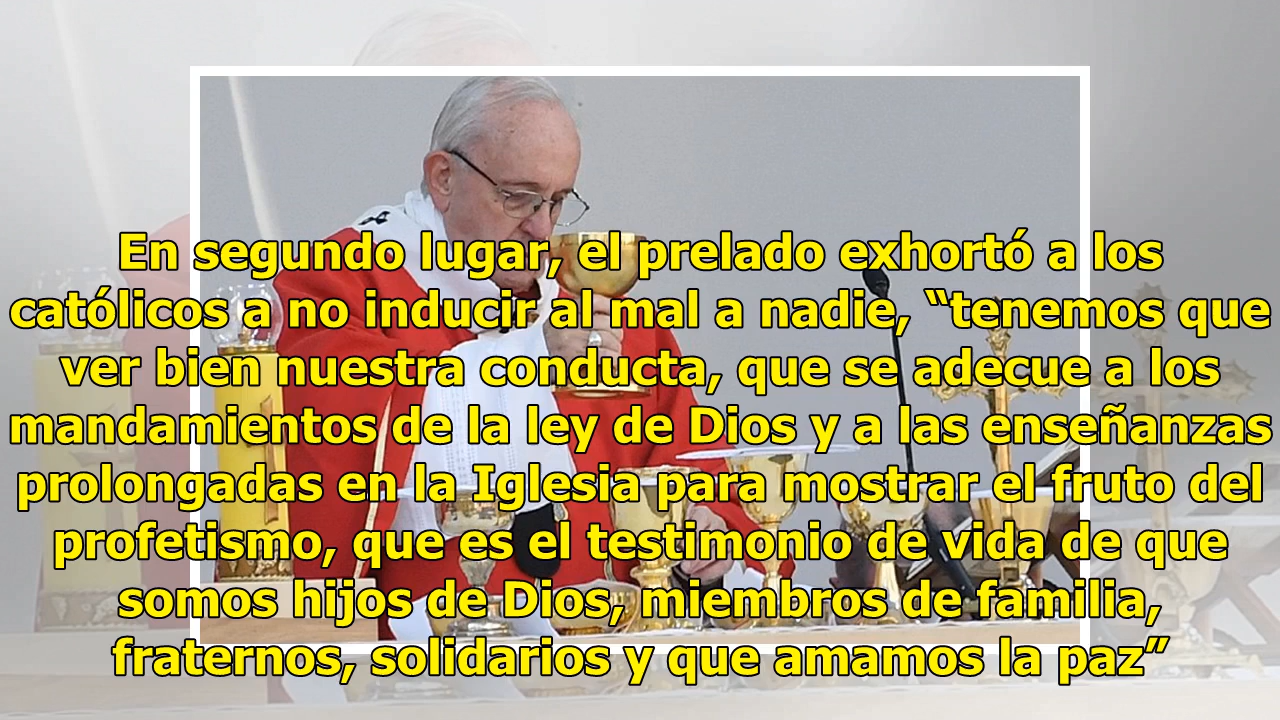 En segundo lugar, el prelado exhortó a los
católicos a no inducir al mal a nadie, “tenemos que
ver bien nuestra conducta, que se adecue a los
mandamientos de la ley de Dios y a las enseñanzas
prolongadas en la Iglesia para mostrar el fruto del
profetismo, que es el testimonio de vida de que
somos hijos de Dios, miembros de familia,
fraternos, solidarios y que amamos la paz”